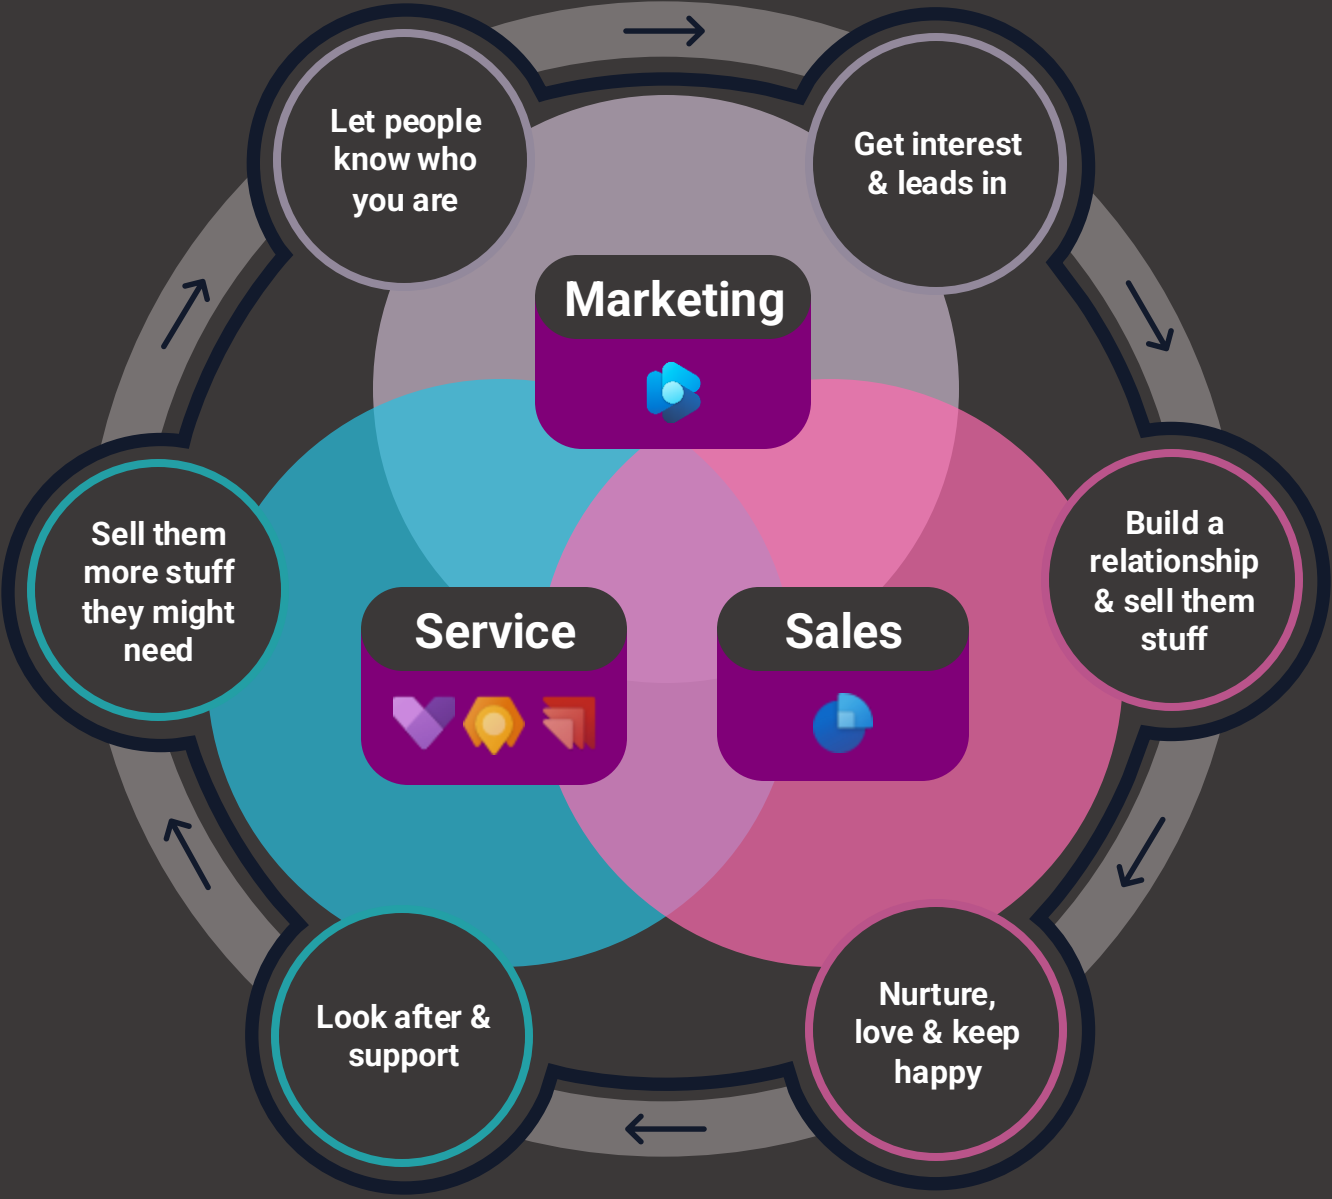 Let people
know who
you are
Get interest
& leads in
Marketing
Sell them
more stuff
they might
need
Build a
relationship
& sell them
stuff
Service
Sales
Look after &
support
Nurture,
love & keep
happy